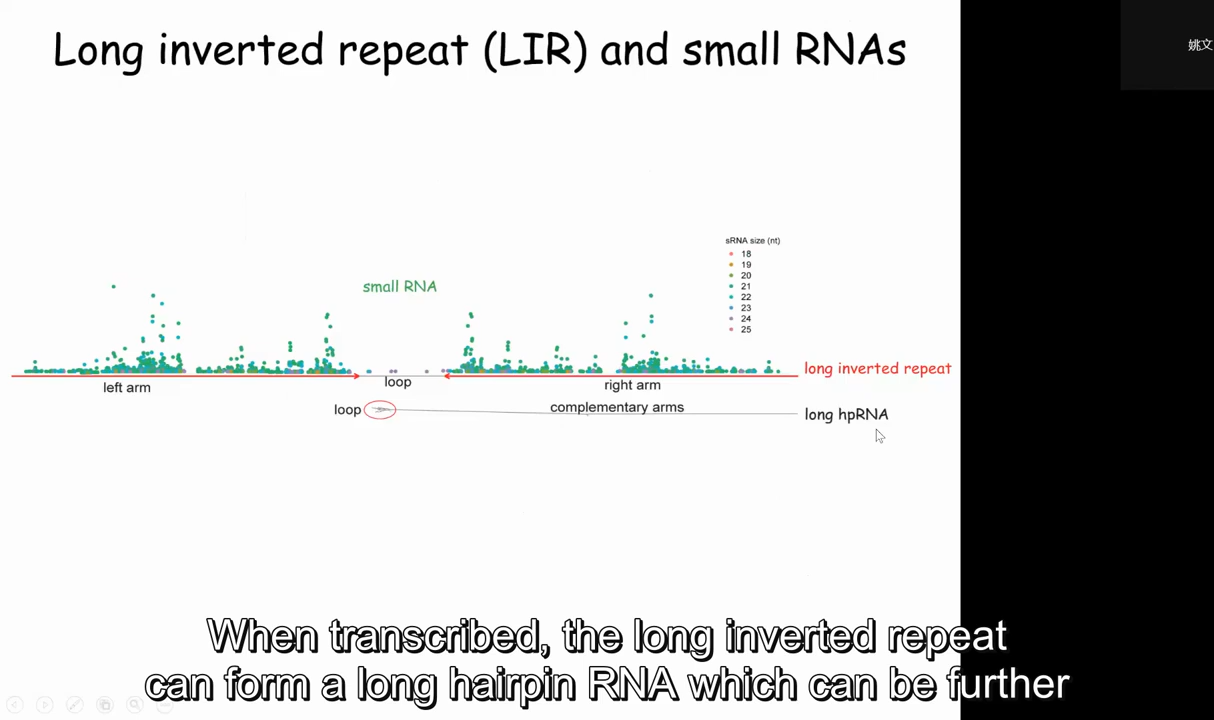 Long inverted repeat (LIR) and small RNAs
姚文
sRNA size (nt)
18
19
20
21
22
23
24
25
small RNA
long inverted repeat
left arm
loop
right arm
loop
complementary arms
long hpRNA
When transcribed, the long inverted repeat
can form a long hairpin RNA which can be further